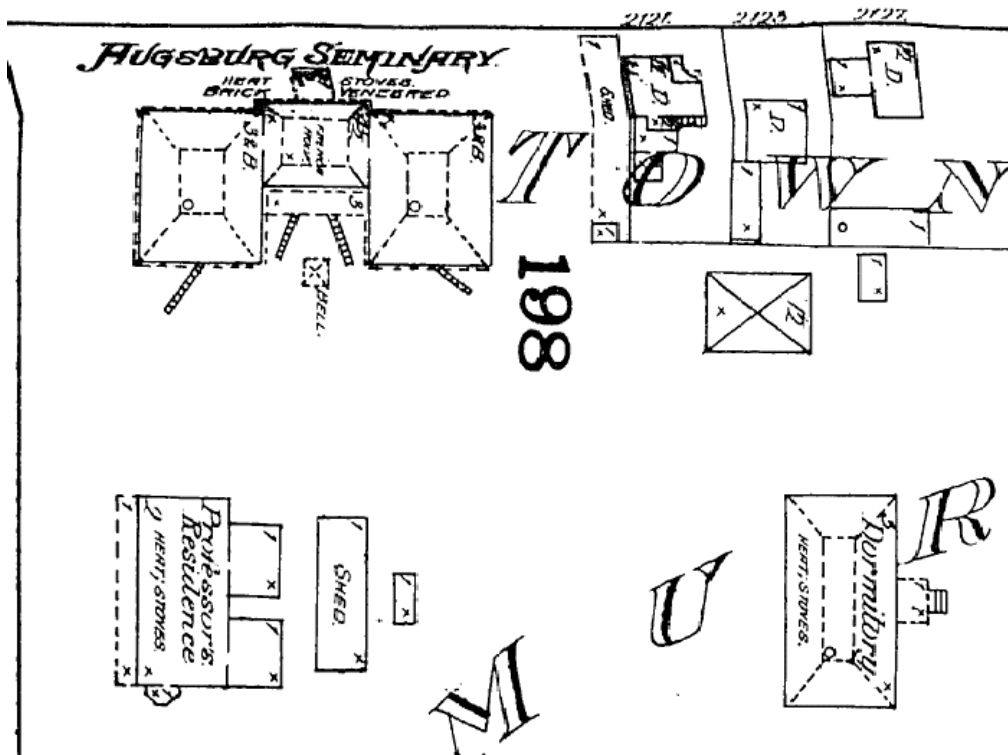 2121 2123 2127
AUGSBURG SEMINARY.
HEAT STOVES.
BRICK VENEERED.
3&B.
3&B.
SHED.
D.
D.
D.
T O W N
BELL.
198
12
Professor's
Residence
2
HEAT; STOVES
SHED.
Dormitory
HEAT: STOVES.
R
M